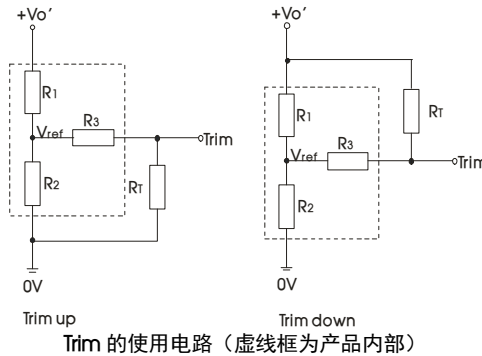 +Vo′
R1
Vref
R3
Trim
R2
RT
0V
Trim up
+Vo′
R1
RT
Vref
R3
Trim
R2
0V
Trim down
Trim 的使用电路（虚线框为产品内部）